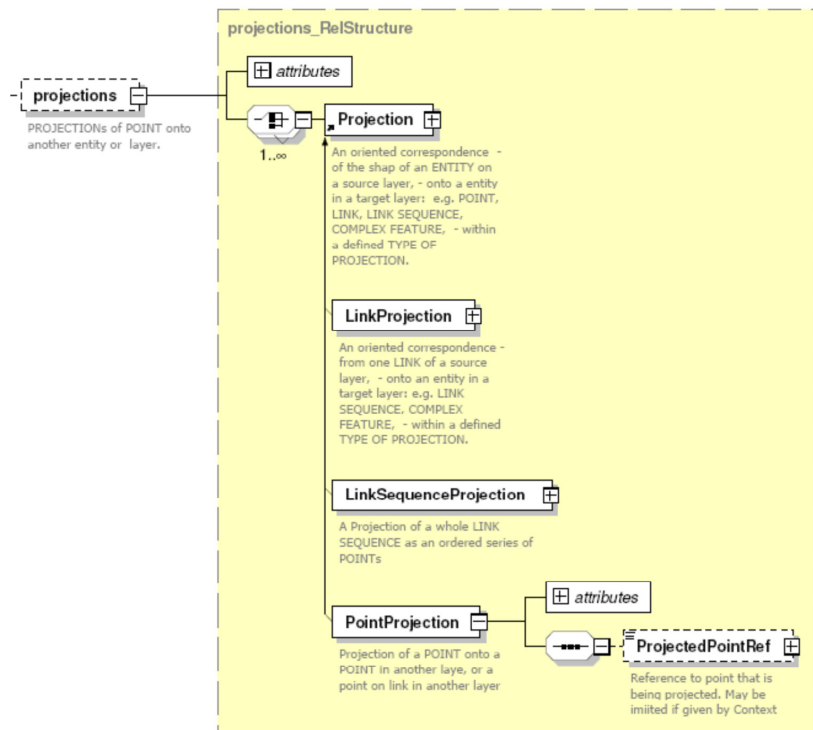 projections_RelStructure
attributes
projections
PROJECTIONs of POINT onto
another entity or layer.
Projection
1..∞
An oriented correspondence -
of the shap of an ENTITY on
a source layer, - onto a entity
in a target layer: e.g. POINT,
LINK, LINK SEQUENCE,
COMPLEX FEATURE, - within
a defined TYPE OF
PROJECTION.
LinkProjection
An oriented correspondence -
from one LINK of a source
layer, - onto an entity in a
target layer: e.g. LINK
SEQUENCE, COMPLEX
FEATURE, - within a defined
TYPE OF PROJECTION.
LinkSequenceProjection
A Projection of a whole LINK
SEQUENCE as an ordered series of
POINTs
PointProjection
Projection of a POINT onto a
POINT in another laye, or a
point on link in another layer
attributes
ProjectedPointRef
Reference to point that is
being projected. May be
imiited if given by Context